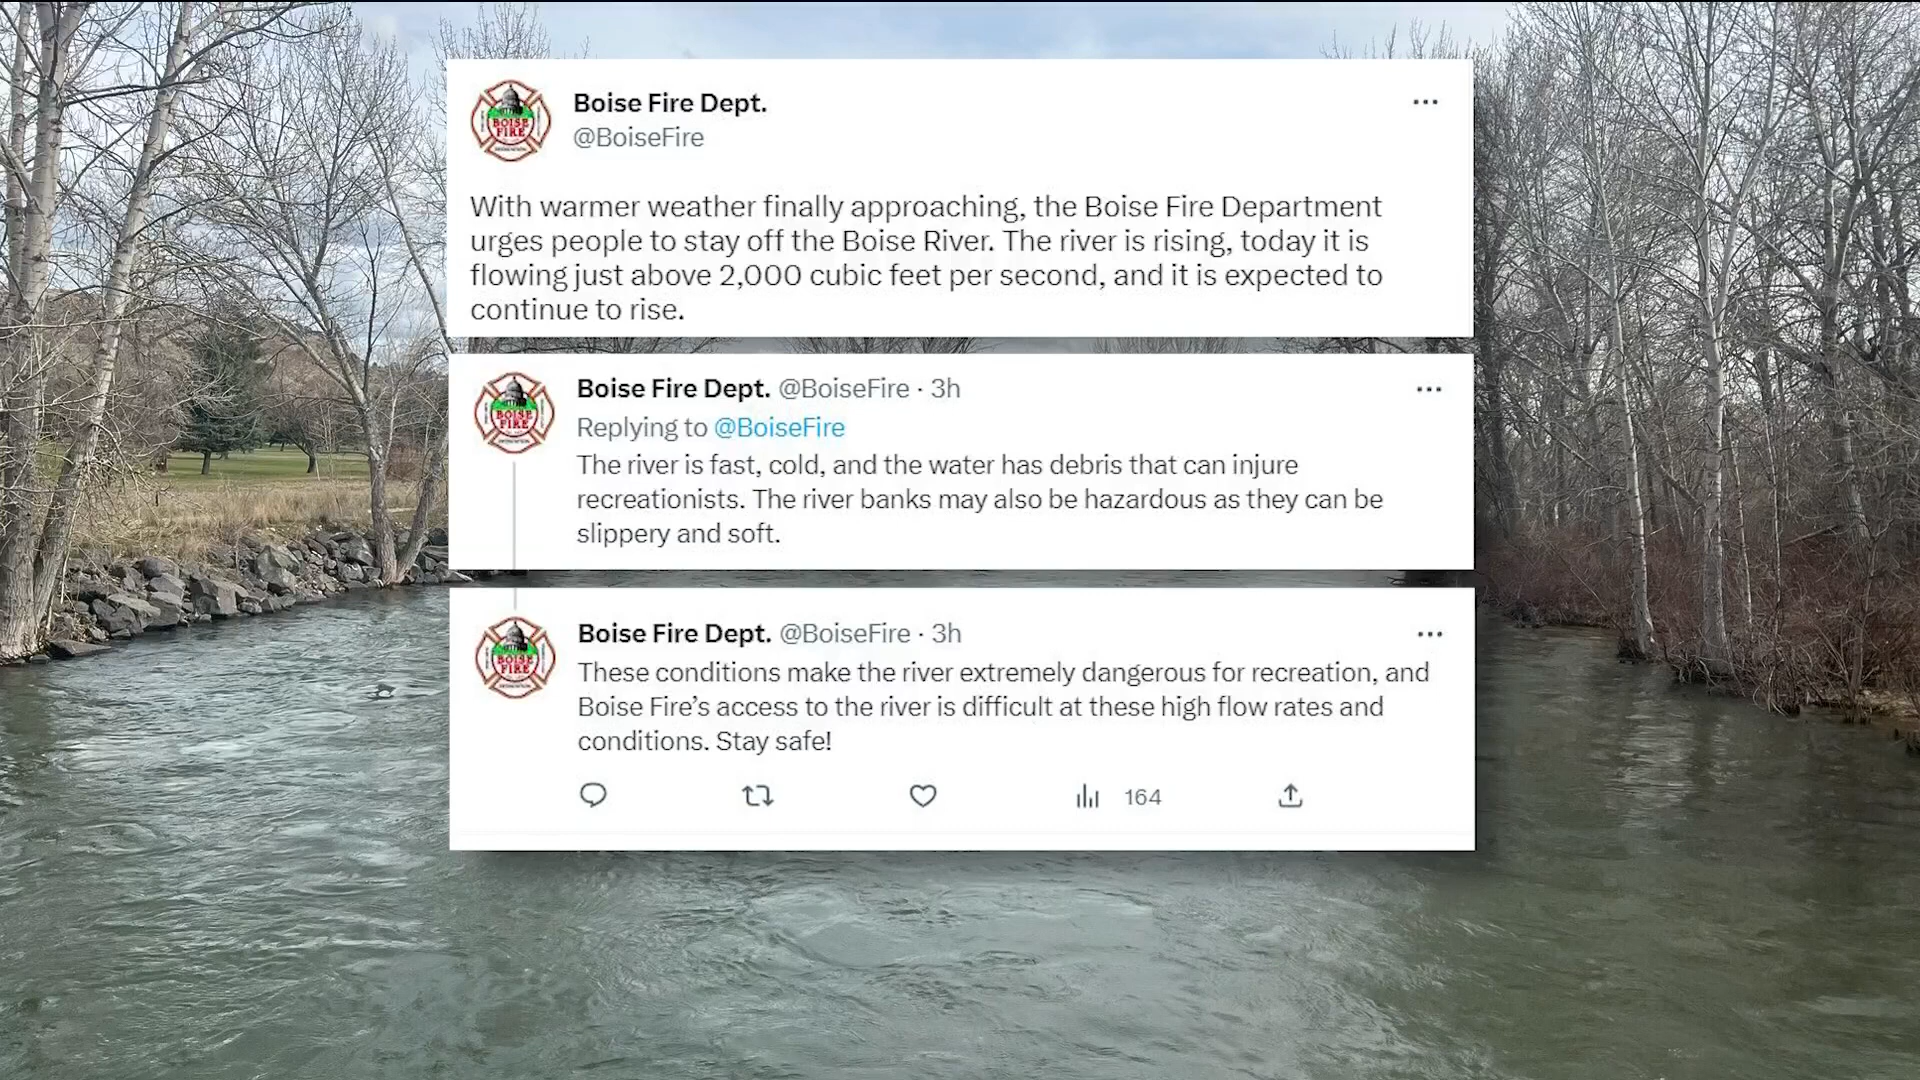 BOISE
FIRE
Boise Fire Dept.
@BoiseFire
With warmer weather finally approaching, the Boise Fire Department
urges people to stay off the Boise River. The river is rising, today it is
flowing just above 2,000 cubic feet per second, and it is expected to
continue to rise.
BOISE
FIRE
Boise Fire Dept. @BoiseFire · 3h
Replying to @BoiseFire
The river is fast, cold, and the water has debris that can injure
recreationists. The river banks may also be hazardous as they can be
slippery and soft.
BOISE
FIRE
Boise Fire Dept. @BoiseFire · 3h
These conditions make the river extremely dangerous for recreation, and
Boise Fire’s access to the river is difficult at these high flow rates and
conditions. Stay safe!
164